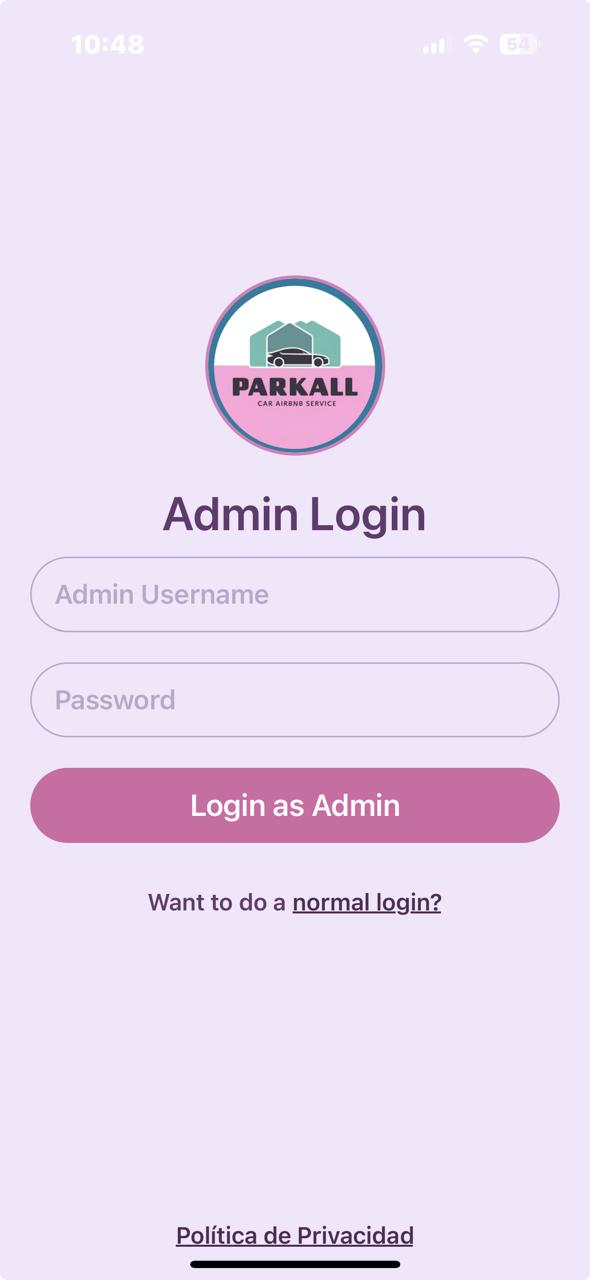 10:48
54
PARKALL
CAR AIRBNB SERVICE
Admin Login
Admin Username
Password
Login as Admin
Want to do a normal login?
Política de Privacidad